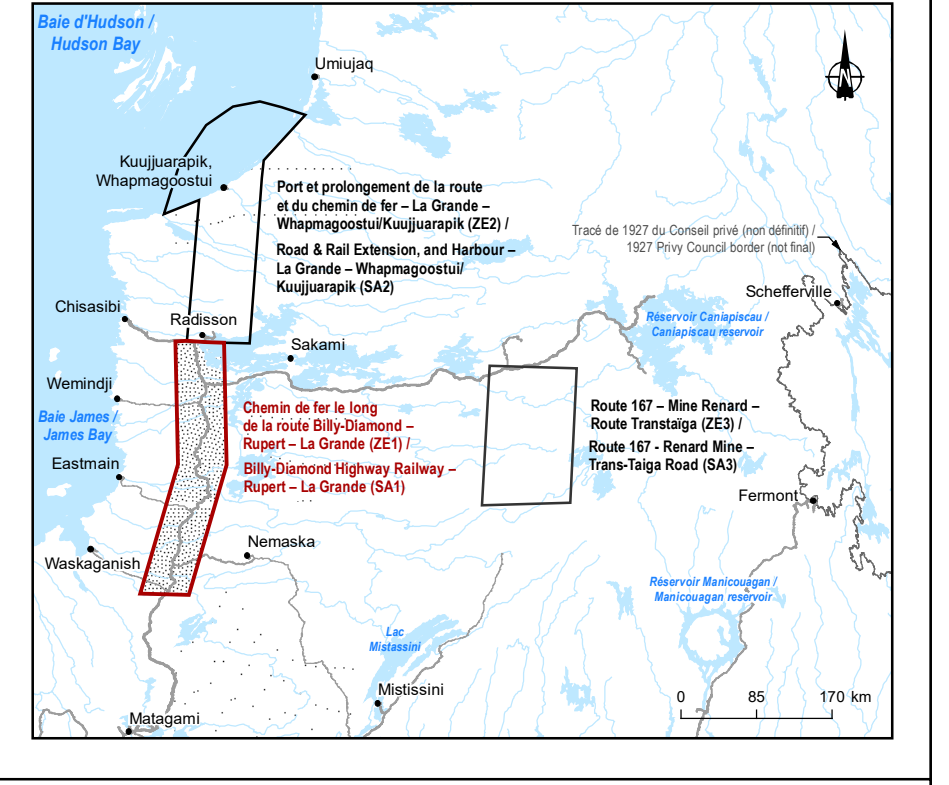 Baie d'Hudson /
Hudson Bay
Umiujaq
N
Kuujjuarapik,
Whapmagoostui
Port et prolongement de la route
et du chemin de fer – La Grande –
Whapmagoostui/Kuujjuarapik (ZE2) /
Road & Rail Extension, and Harbour –
La Grande – Whapmagoostui/
Kuujjuarapik (SA2)
Tracé de 1927 du Conseil privé (non définitif) /
1927 Privy Council border (not final)
Schefferville
Chisasibi
Radisson
Réservoir Caniapiscau /
Caniapiscau reservoir
Sakami
Wemindji
Baie James /
James Bay
Chemin de fer le long
de la route Billy-Diamond –
Rupert – La Grande (ZE1) /
Billy-Diamond Highway Railway –
Rupert – La Grande (SA1)
Route 167 – Mine Renard –
Route Transtaïga (ZE3) /
Route 167 - Renard Mine –
Trans-Taiga Road (SA3)
Eastmain
Fermont
Nemaska
Waskaganish
Réservoir Manicouagan /
Manicouagan reservoir
Lac
Mistassini
Mistissini
0 85 170 km
Matagami